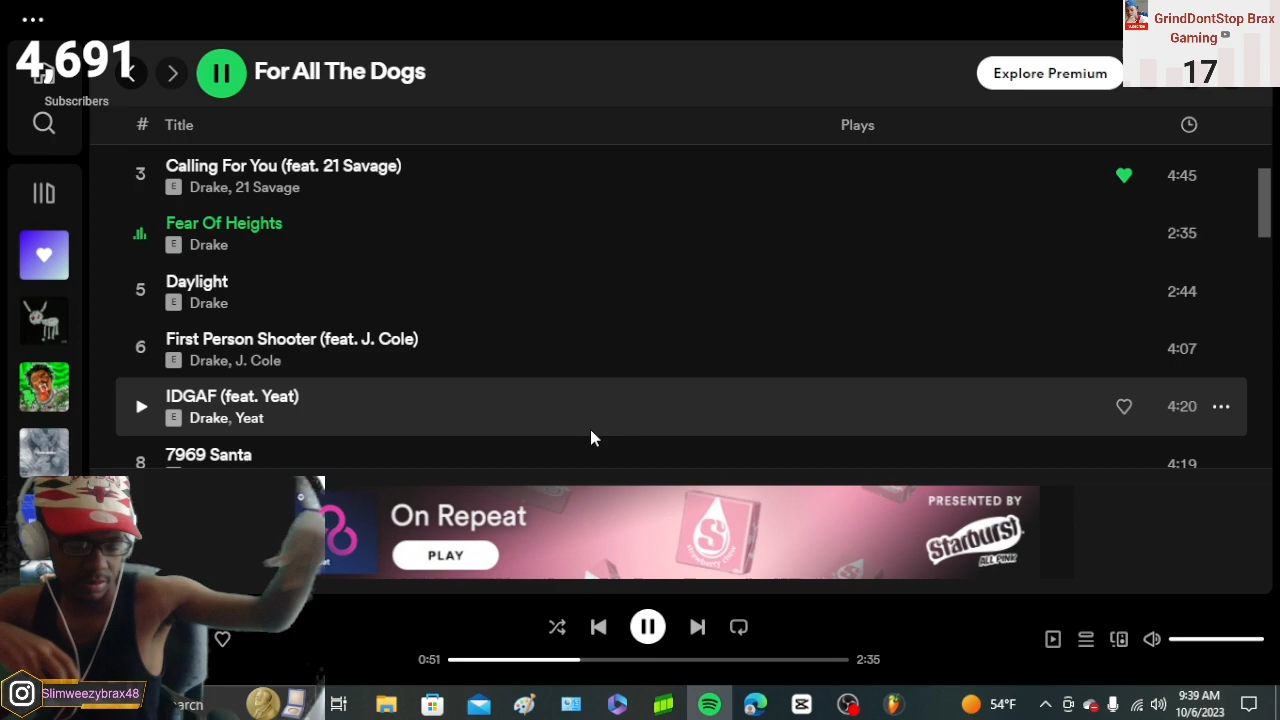 4,691
Subscribers
For All The Dogs
Explore Premium
GrindDontStop Brax
Gaming
17
# Title Plays
3 Calling For You (feat. 21 Savage) 4:45
E Drake, 21 Savage
Fear Of Heights 2:35
E Drake
5 Daylight 2:44
E Drake
6 First Person Shooter (feat. J. Cole) 4:07
E Drake, J. Cole
IDGAF (feat. Yeat) 4:20
E Drake, Yeat
8 7969 Santa 4:19
On Repeat
PLAY
PRESENTED BY
Starburst
ALL PINK
0:51 2:35
Slimweezybrax48
54°F
9:39 AM
10/6/2023